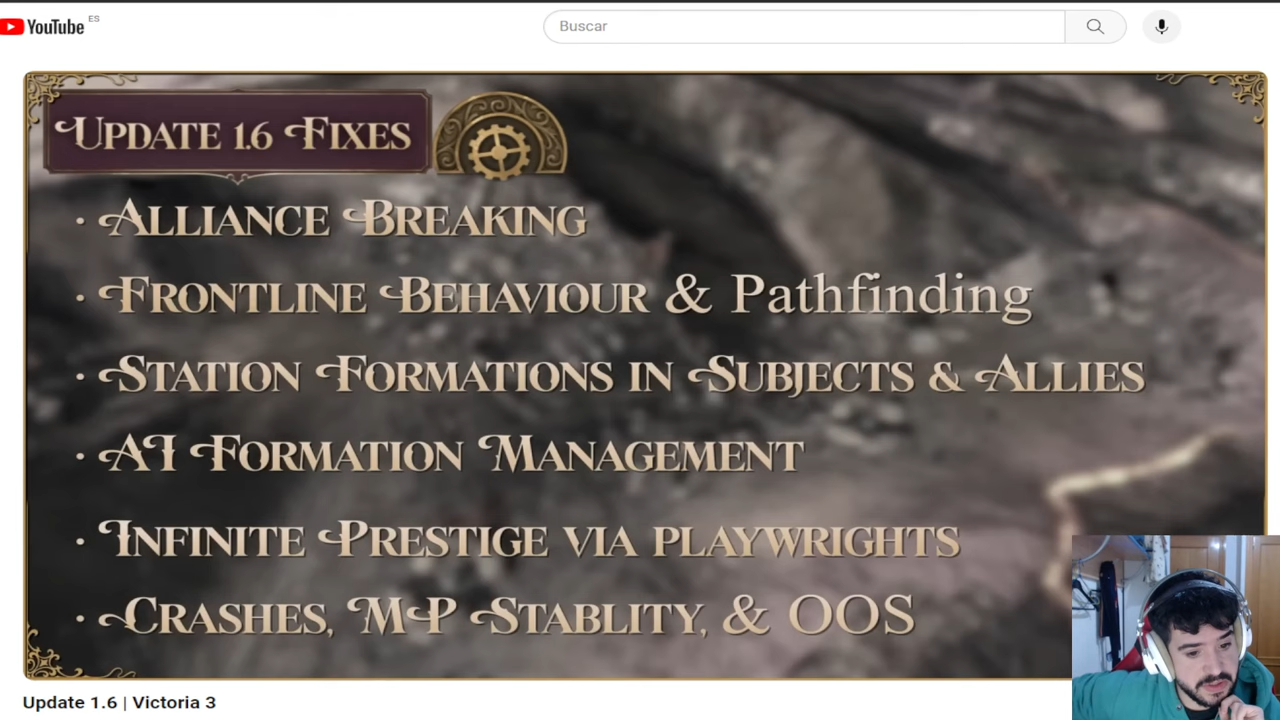 YouTube ES
Buscar
UPDATE 1.6 FIXES
· ALLIANCE BREAKING
· FRONTLINE BEHAVIOUR & Pathfinding
· STATION FORMATIONS IN SUBJECTS & ALLIES
· AI FORMATION MANAGEMENT
· INFINITE PRESTIGE VIA PLAYWRIGHTS
· CRASHES, MP STABLITY, & OOS
Update 1.6 | Victoria 3